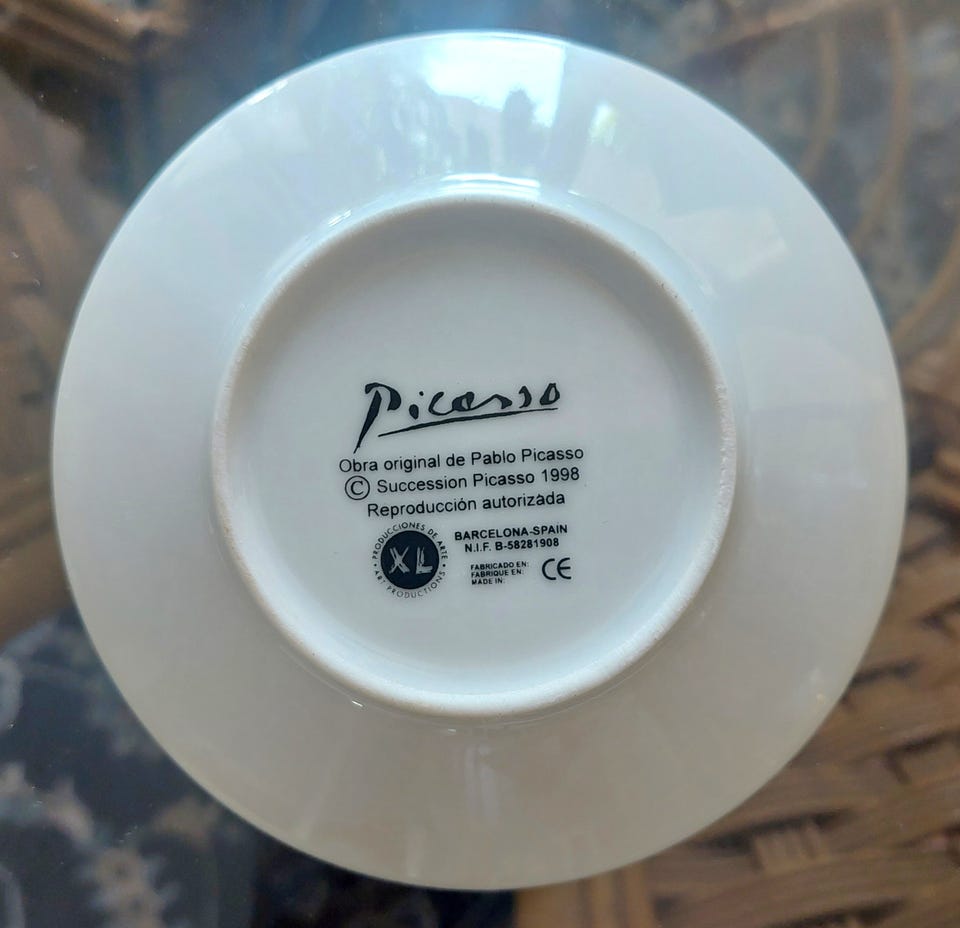 Picasso
Obra original de Pablo Picasso
© Succession Picasso 1998
Reproducción autorizada
PRODUCCIONES DE ARTE
XL
ART PRODUCTIONS
BARCELONA-SPAIN
N.I.F. B-58281908
FABRICADO EN:
FABRIQUE EN:
MADE IN:
CE